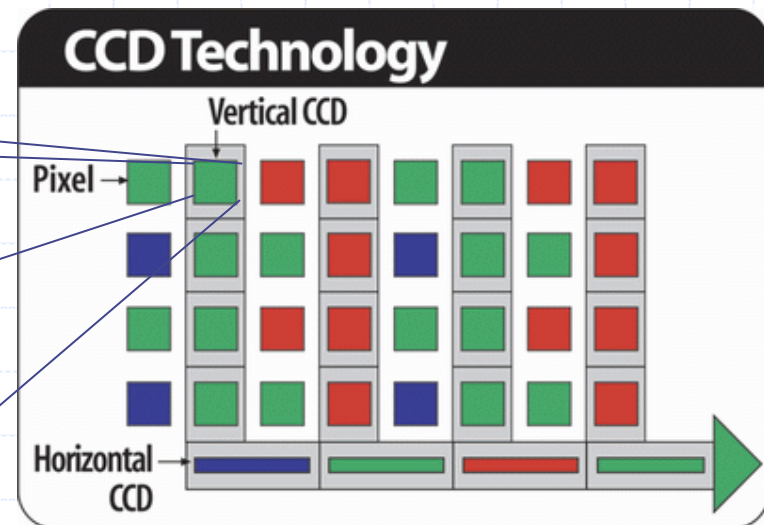 CCD Technology
Vertical CCD
Pixel
Horizontal
CCD